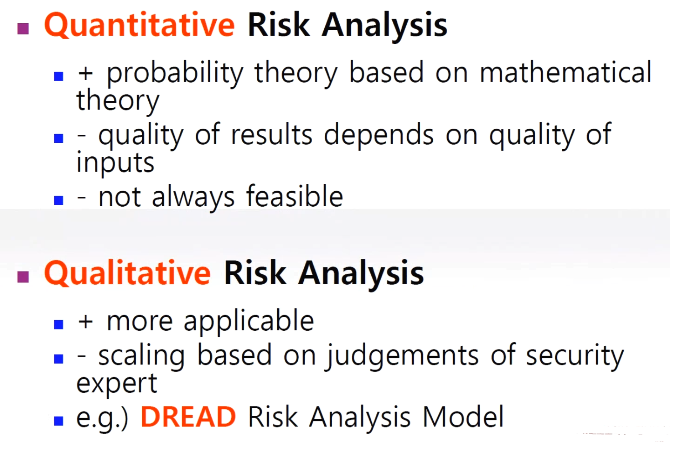 Quantitative Risk Analysis
+ probability theory based on mathematical
theory
- quality of results depends on quality of
inputs
- not always feasible
Qualitative Risk Analysis
+ more applicable
- scaling based on judgements of security
expert
e.g.) DREAD Risk Analysis Model